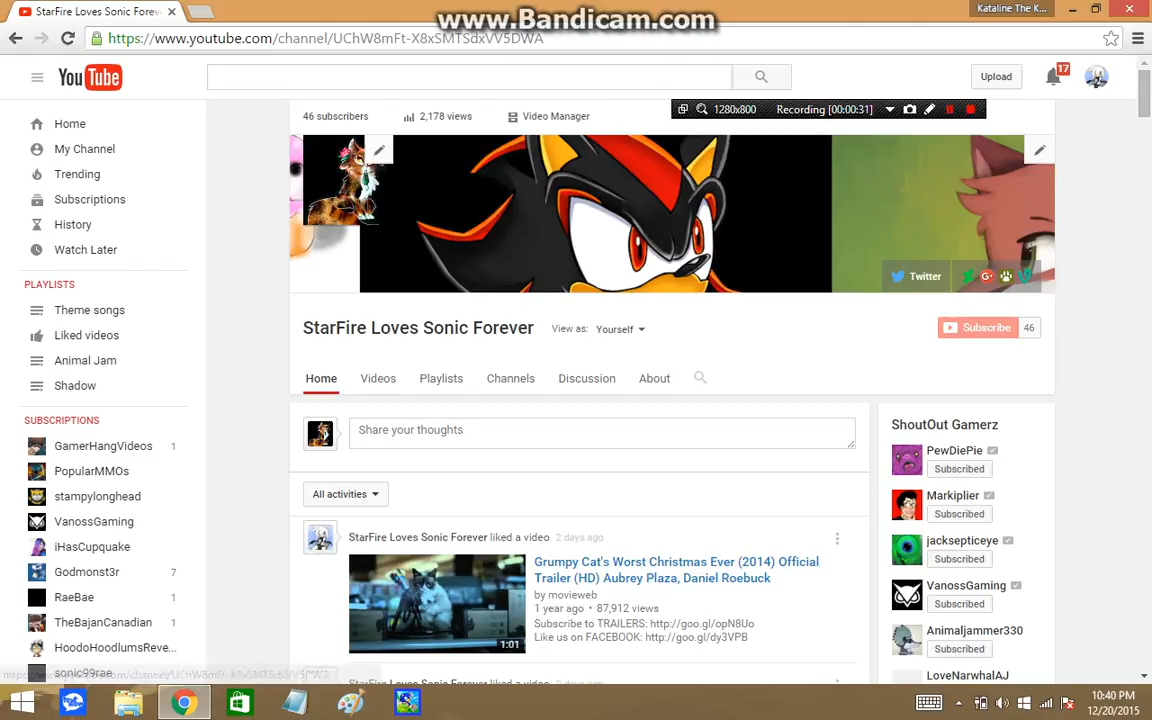 www.Bandicam.com
StarFire Loves Sonic Forev
Kataline The K...
https://www.youtube.com/channel/UChW8mFt-X8xSMTSdxVV5DWA
YouTube
Upload
17
46 subscribers
2,178 views
Video Manager
1280x800
Recording [00:00:31]
Home
My Channel
Trending
Subscriptions
History
Watch Later
PLAYLISTS
Theme songs
Liked videos
Animal Jam
Shadow
SUBSCRIPTIONS
GamerHangVideos 1
PopularMMOs
stampylonghead
VanossGaming
iHasCupquake
Godmonst3r 7
RaeBae 1
TheBajanCanadian 1
HoodoHoodlumsReve...
sonic99rae
Twitter
StarFire Loves Sonic Forever
View as: Yourself
Subscribe 46
Home Videos Playlists Channels Discussion About
Share your thoughts
All activities
StarFire Loves Sonic Forever liked a video 2 days ago
1:01
Grumpy Cat's Worst Christmas Ever (2014) Official
Trailer (HD) Aubrey Plaza, Daniel Roebuck
by movieweb
1 year ago • 87,912 views
Subscribe to TRAILERS: http://goo.gl/opN8Uo
Like us on FACEBOOK: http://goo.gl/dy3VPB
ShoutOut Gamerz
PewDiePie
Subscribed
Markiplier
Subscribed
jacksepticeye
Subscribed
VanossGaming
Subscribed
Animaljammer330
Subscribed
LoveNarwhalAJ
10:40 PM
12/20/2015